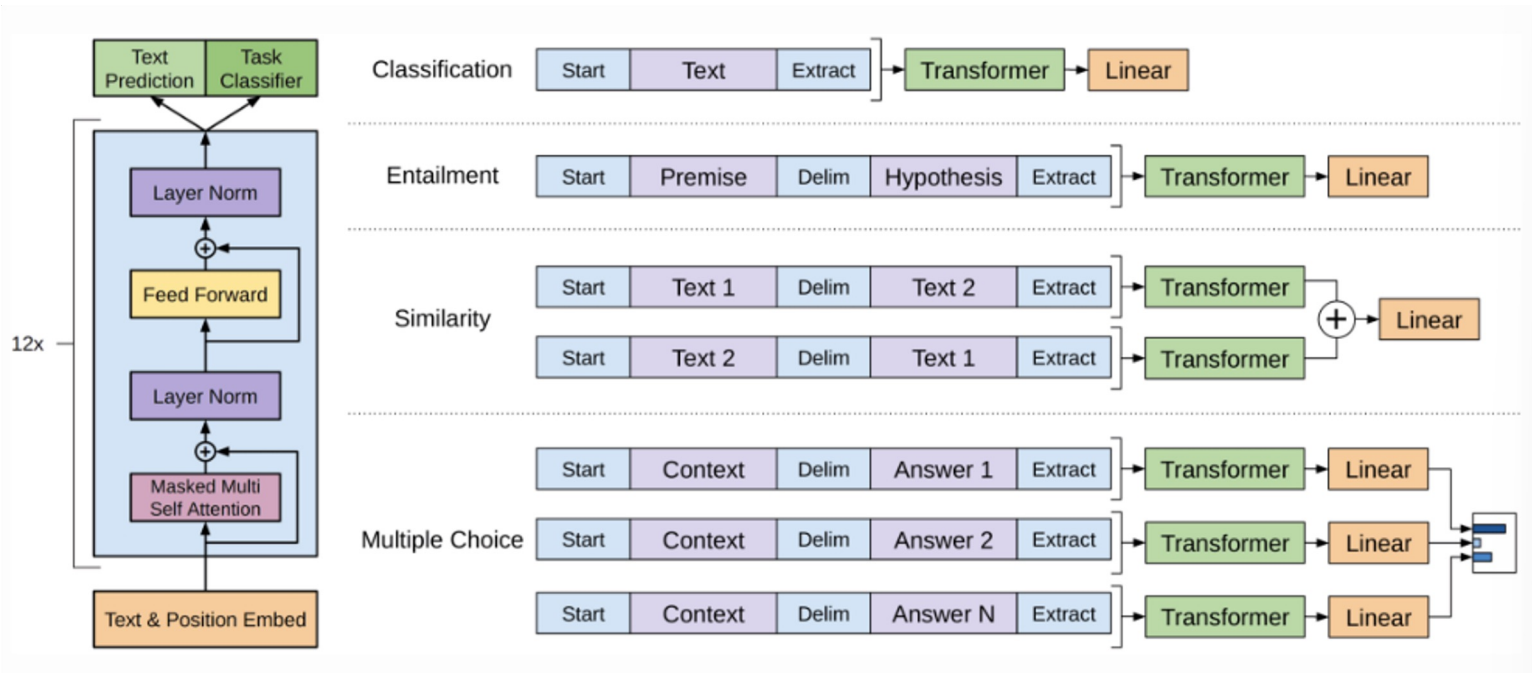 Text
Prediction
Task
Classifier
Layer Norm
Feed Forward
12x
Layer Norm
Masked Multi
Self Attention
Text & Position Embed
Classification Start Text Extract Transformer Linear
Entailment Start Premise Delim Hypothesis Extract Transformer Linear
Similarity
Start Text 1 Delim Text 2 Extract Transformer
Start Text 2 Delim Text 1 Extract Transformer
Linear
Multiple Choice
Start Context Delim Answer 1 Extract Transformer Linear
Start Context Delim Answer 2 Extract Transformer Linear
Start Context Delim Answer N Extract Transformer Linear